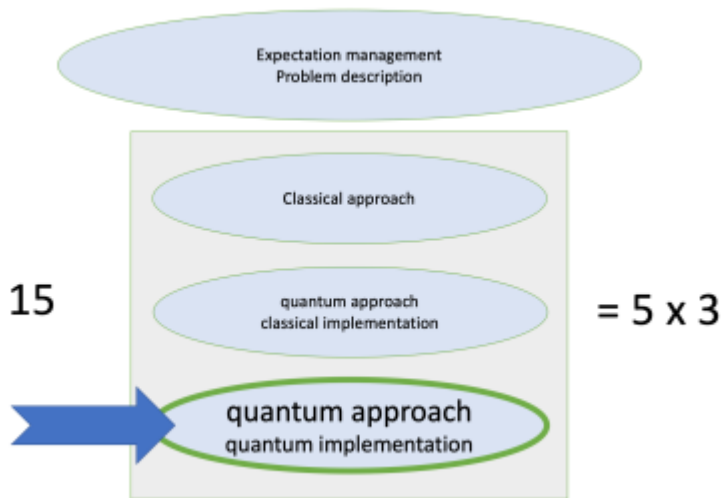 Expectation management
Problem description
Classical approach
15
quantum approach
classical implementation
= 5 x 3
quantum approach
quantum implementation